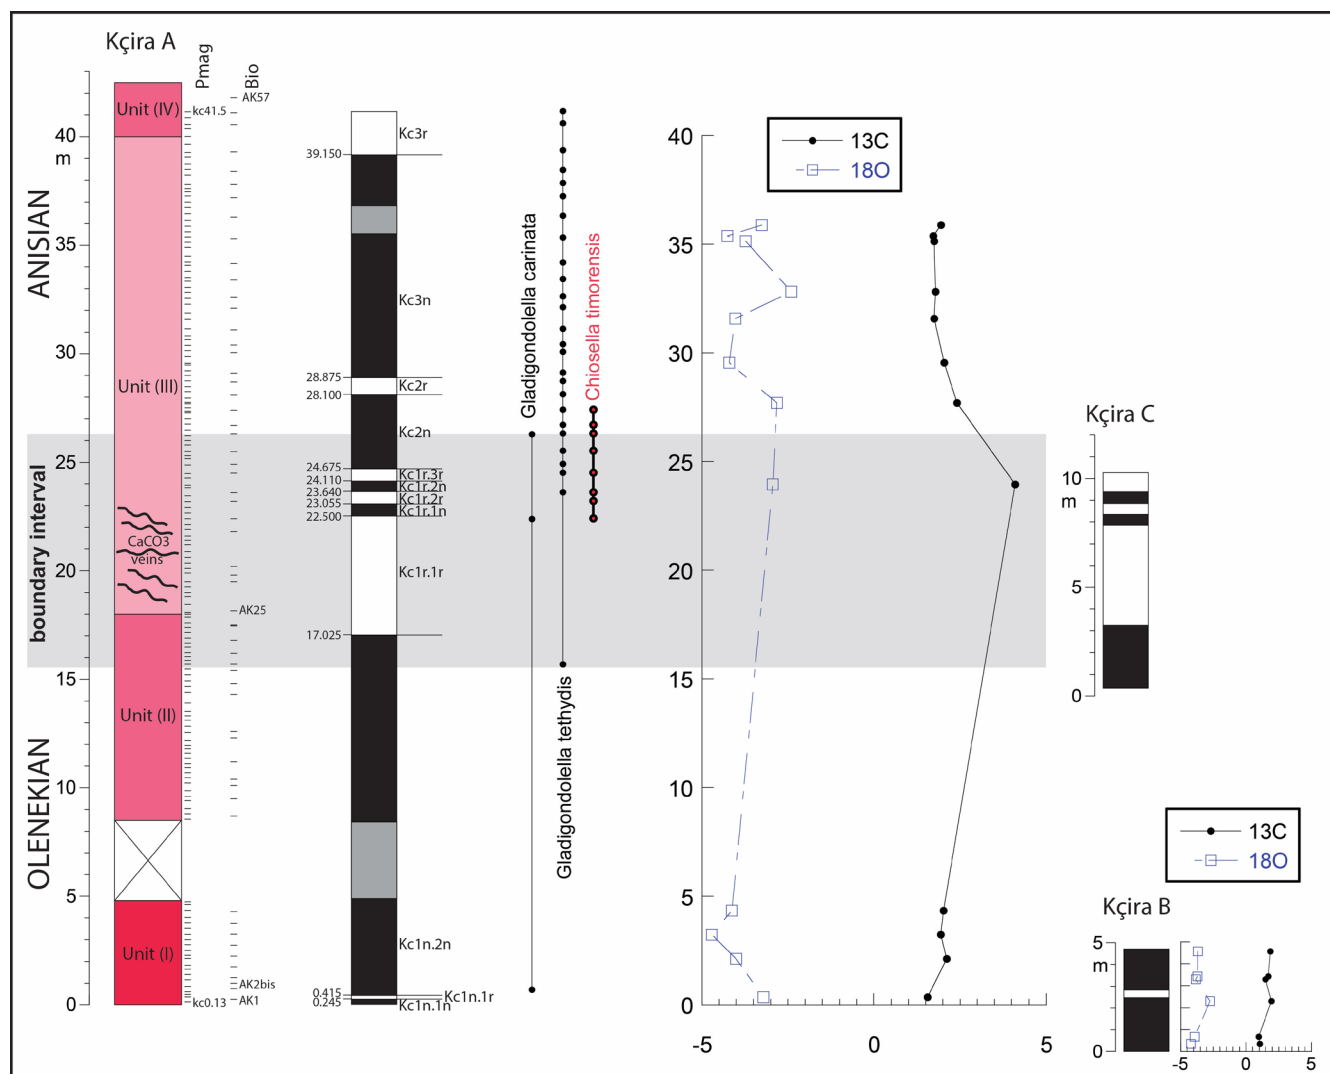 Kçira A
Pmag
Bio
ANISIAN
OLENEKIAN
boundary interval
40
m
35
30
25
20
15
10
5
0
Unit (IV)
Unit (III)
CaCO3
veins
Unit (II)
Unit (I)
kc41.5
kc0.13
AK57
AK25
AK2bis
AK1
39.150
28.875
28.100
24.675
24.110
23.640
23.055
22.500
17.025
0.415
0.245
Kc3r
Kc3n
Kc2r
Kc2n
Kc1r.3r
Kc1r.2n
Kc1r.2r
Kc1r.1n
Kc1r.1r
Kc1n.2n
Kc1n.1r
Kc1n.1n
Gladigondolella carinata
Gladigondolella tethydis
Chiosella timorensis
13C
18O
40
35
30
25
20
15
10
5
0
-5
0
5
Kçira C
10
m
5
0
13C
18O
Kçira B
5
m
0
-5
0
5